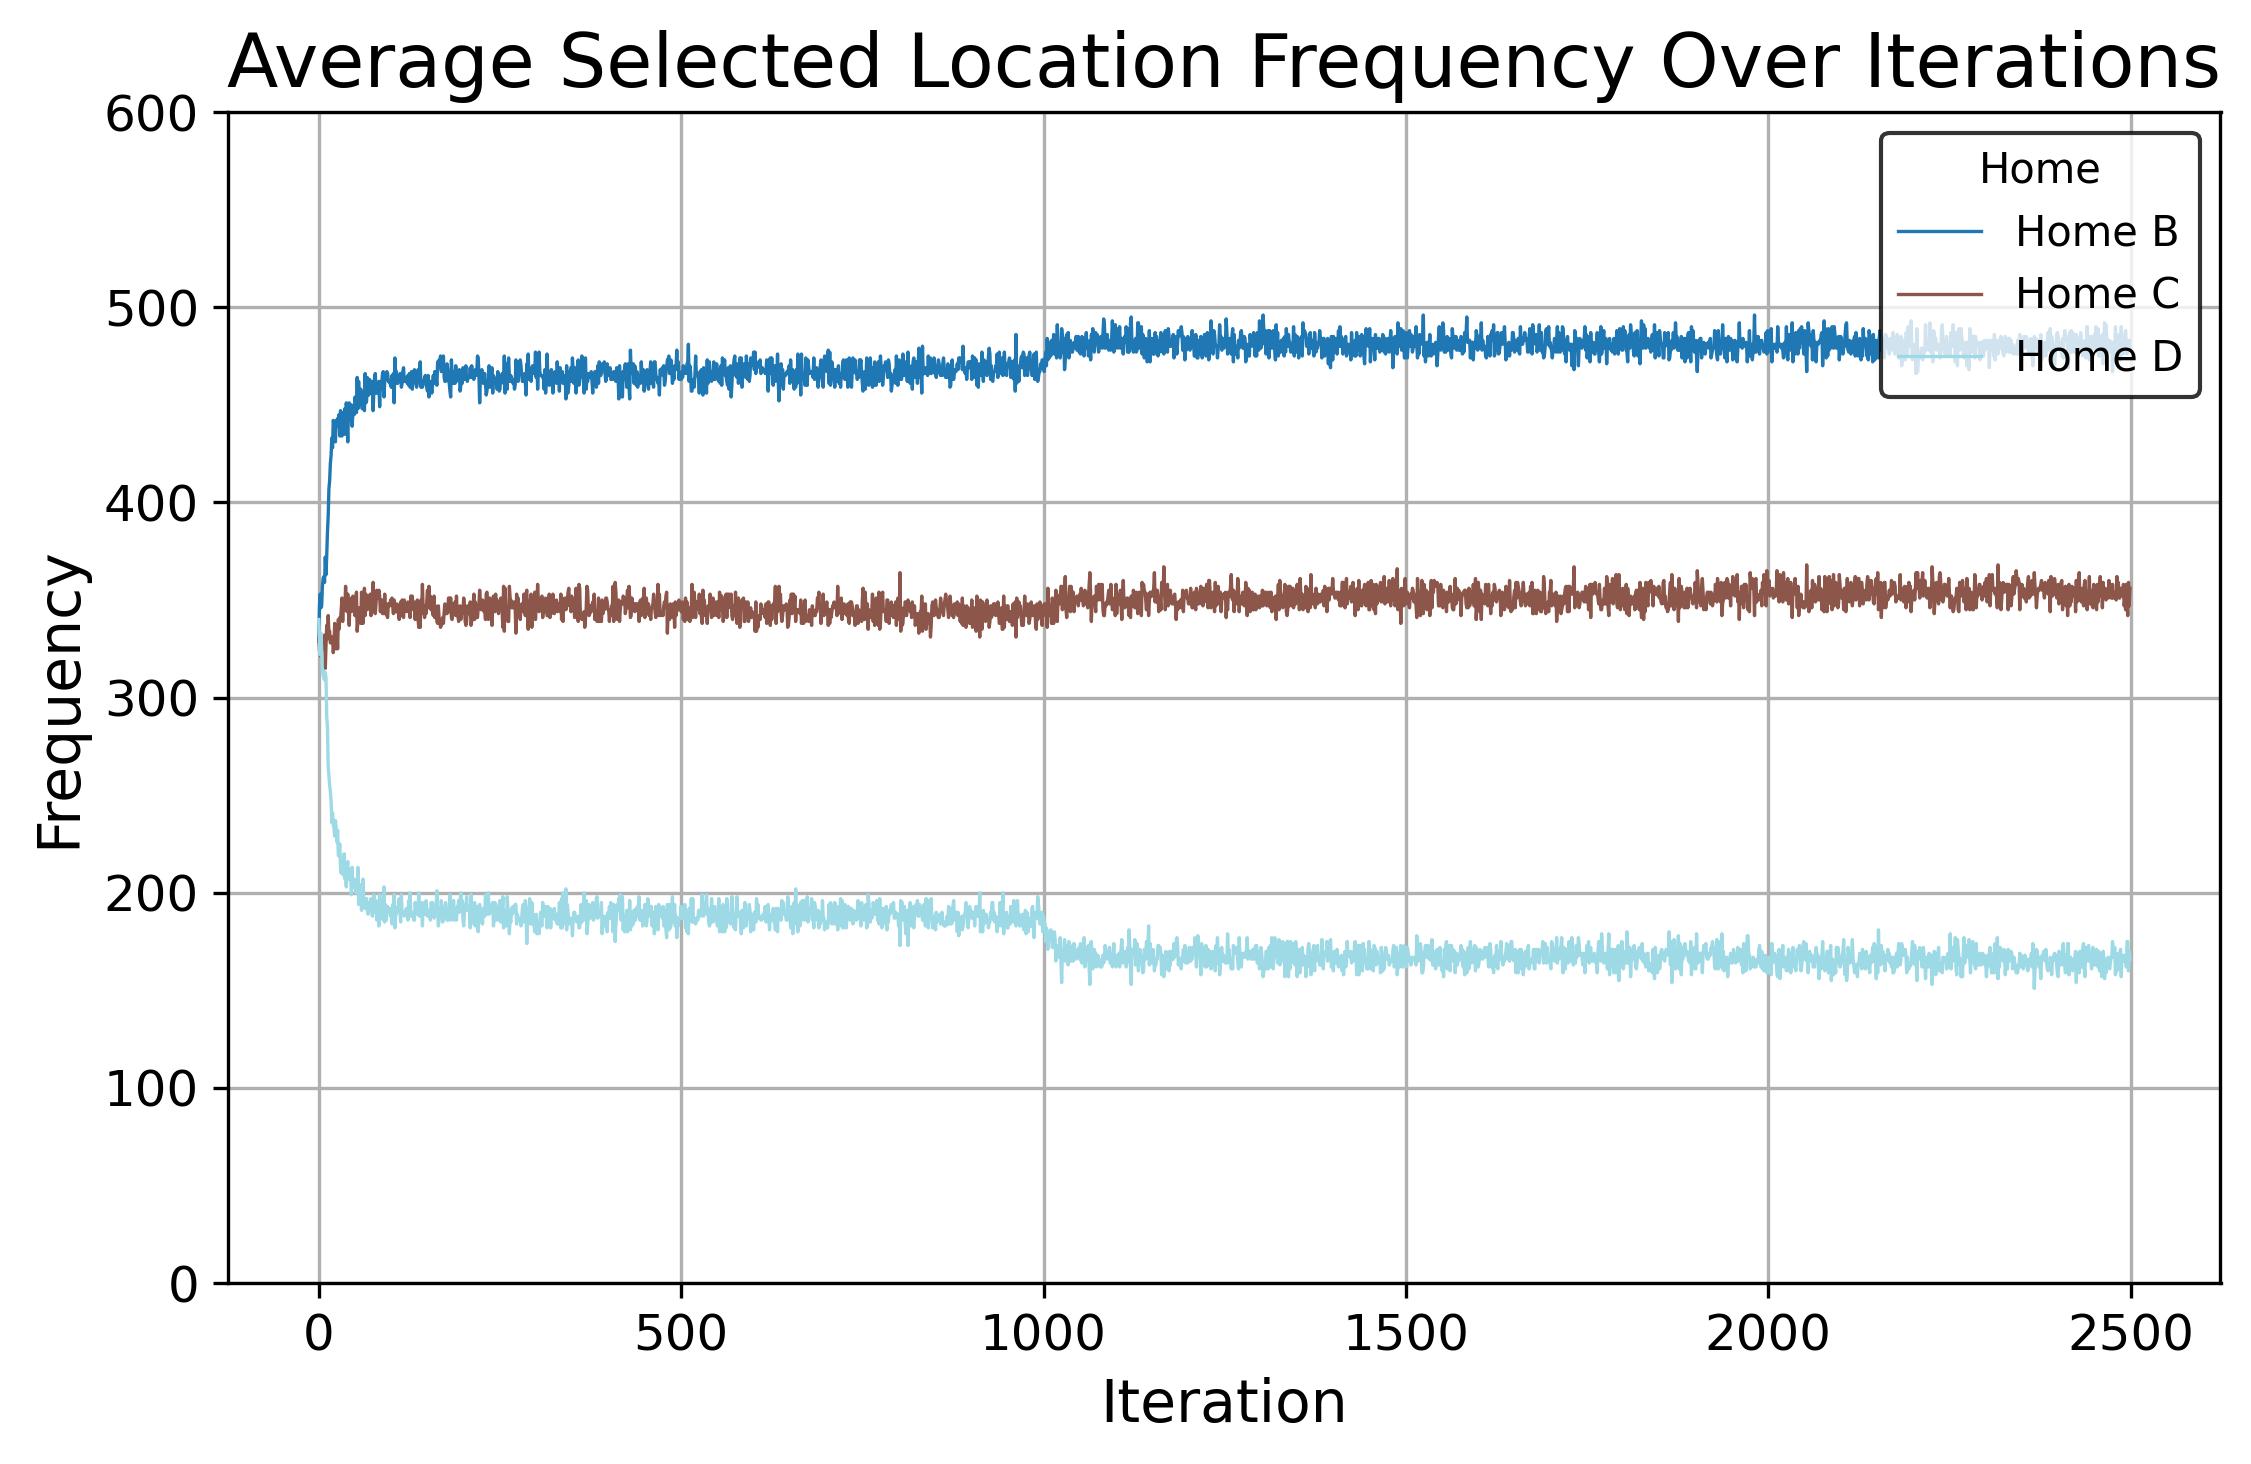 Average Selected Location Frequency Over Iterations
600
500
400
300
200
100
0
Frequency
0 500 1000 1500 2000 2500
Iteration
Home
Home B
Home C
Home D